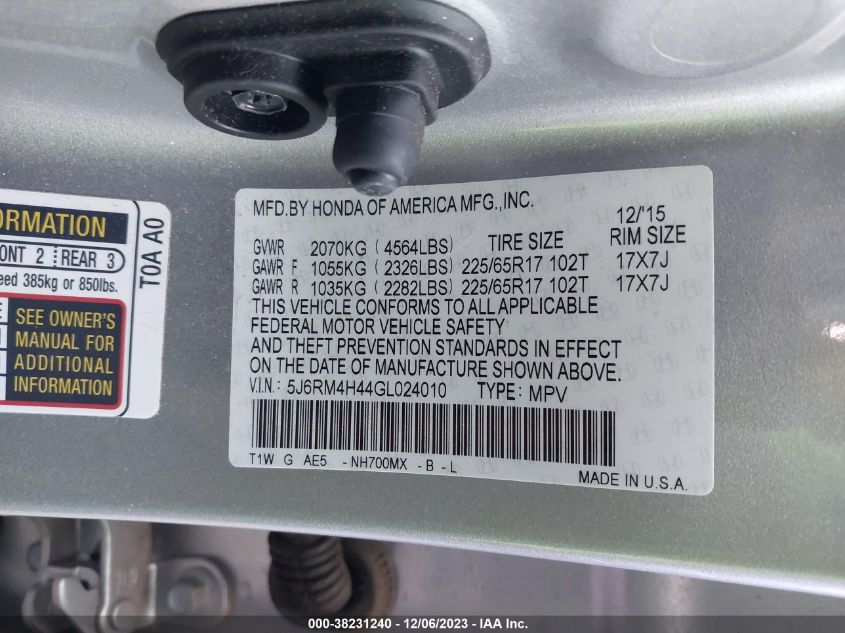 ORMATION
ONT 2 REAR 3
eed 385kg or 850lbs.
SEE OWNER'S
MANUAL FOR
ADDITIONAL
INFORMATION
T0A A0
MFD.BY HONDA OF AMERICA MFG.,INC.
12/'15
GVWR 2070KG (4564LBS) TIRE SIZE RIM SIZE
GAWR F 1055KG (2326LBS) 225/65R17 102T 17X7J
GAWR R 1035KG (2282LBS) 225/65R17 102T 17X7J
THIS VEHICLE CONFORMS TO ALL APPLICABLE
FEDERAL MOTOR VEHICLE SAFETY
AND THEFT PREVENTION STANDARDS IN EFFECT
ON THE DATE OF MANUFACTURE SHOWN ABOVE.
V.I.N: 5J6RM4H44GL024010 TYPE: MPV
T1W G AE5 -NH700MX -B-L
MADE IN U.S.A.
000-38231240 - 12/06/2023 - IAA Inc.